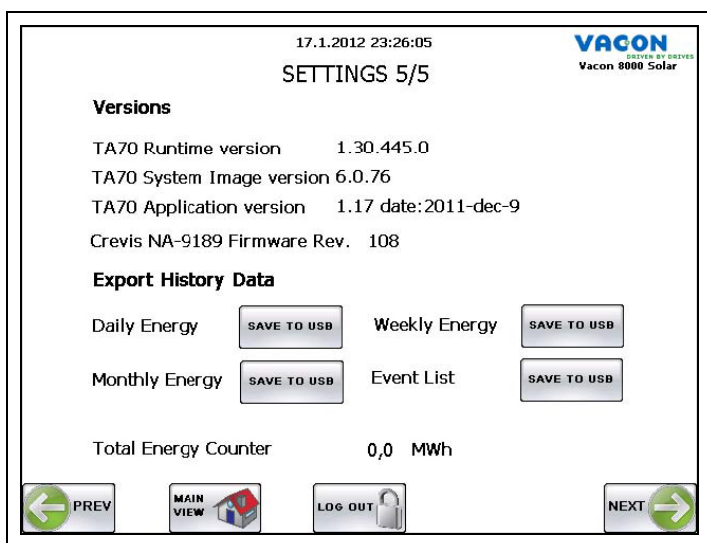 17.1.2012 23:26:05
VACON
DRIVEN BY DRIVES
Vacon 8000 Solar
SETTINGS 5/5
Versions
TA70 Runtime version 1.30.445.0
TA70 System Image version 6.0.76
TA70 Application version 1.17 date:2011-dec-9
Crevis NA-9189 Firmware Rev. 108
Export History Data
Daily Energy SAVE TO USB Weekly Energy SAVE TO USB
Monthly Energy SAVE TO USB Event List SAVE TO USB
Total Energy Counter 0,0 MWh
PREV MAIN VIEW LOG OUT NEXT